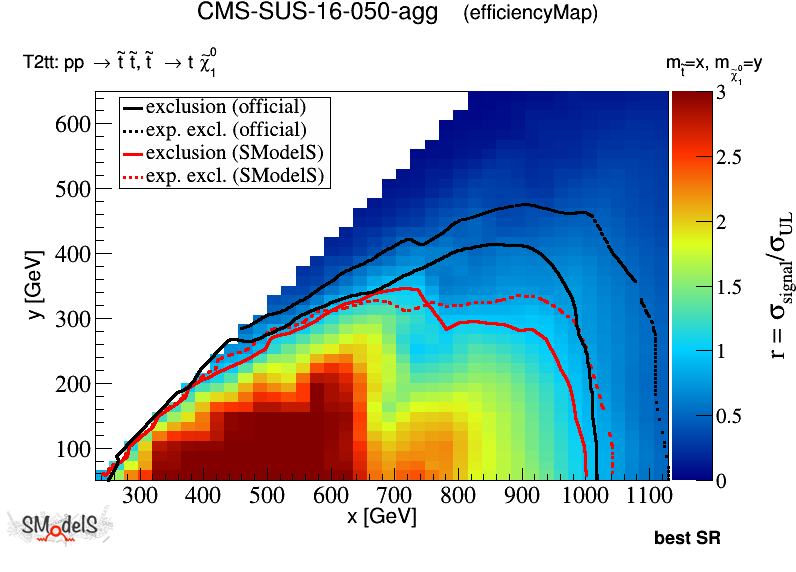 CMS-SUS-16-050-agg (efficiencyMap)
T2tt: pp → t̃ t̃, t̃ → t χ̃⁰₁
m_t̃=x, m_χ̃⁰₁=y
exclusion (official)
exp. excl. (official)
exclusion (SModelS)
exp. excl. (SModelS)
y [GeV]
600
500
400
300
200
100
300 400 500 600 700 800 900 1000 1100
x [GeV]
3
2.5
2
1.5
1
0.5
0
r = σ_signal/σ_UL
SModelS
best SR